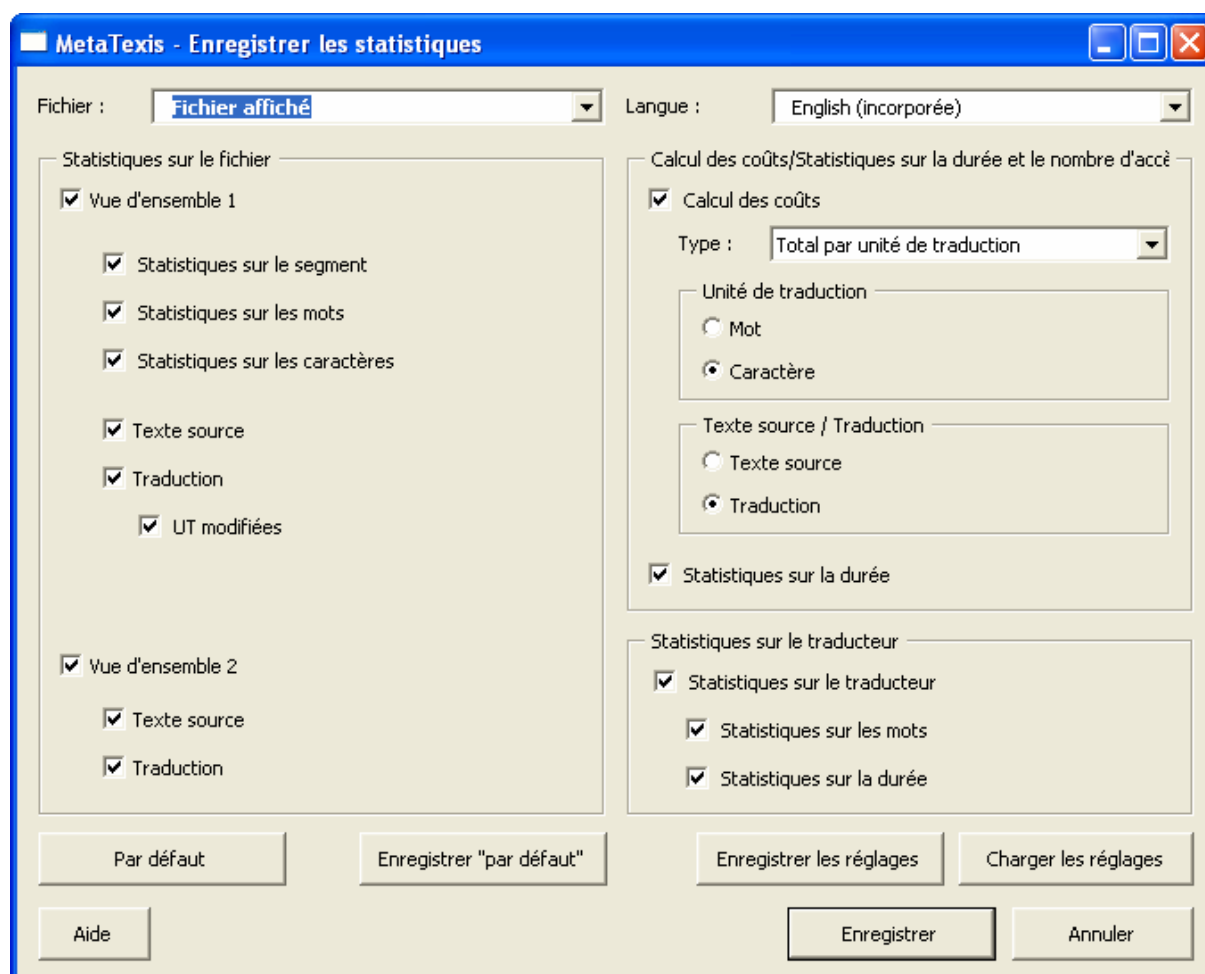 MetaTexis - Enregistrer les statistiques
Fichier :
Fichier affiché
Langue :
English (incorporée)
Statistiques sur le fichier
Vue d'ensemble 1
Statistiques sur le segment
Statistiques sur les mots
Statistiques sur les caractères
Texte source
Traduction
UT modifiées
Vue d'ensemble 2
Texte source
Traduction
Calcul des coûts/Statistiques sur la durée et le nombre d'accè
Calcul des coûts
Type :
Total par unité de traduction
Unité de traduction
Mot
Caractère
Texte source / Traduction
Texte source
Traduction
Statistiques sur la durée
Statistiques sur le traducteur
Statistiques sur le traducteur
Statistiques sur les mots
Statistiques sur la durée
Par défaut
Enregistrer "par défaut"
Enregistrer les réglages
Charger les réglages
Aide
Enregistrer
Annuler